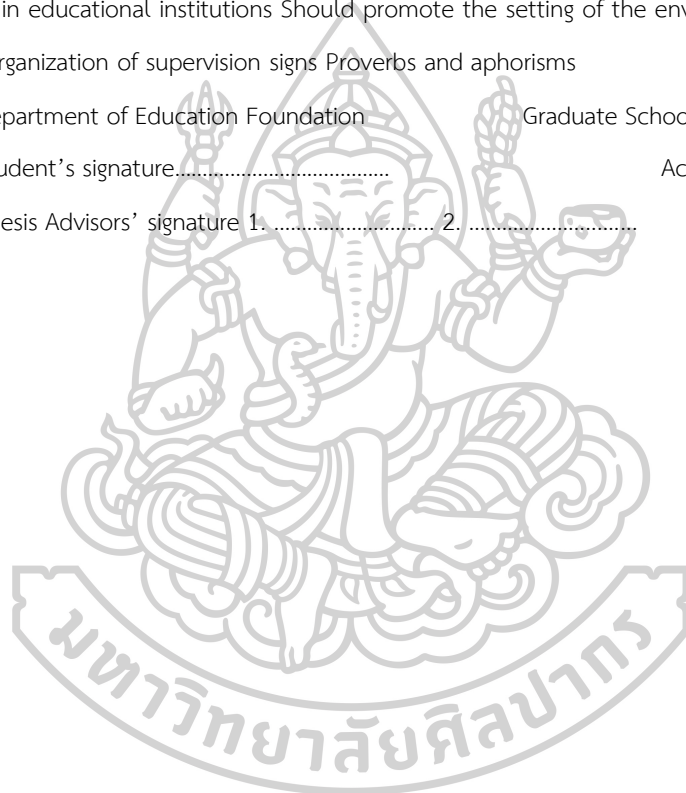 in educational institutions Should promote the setting of the env
rganization of supervision signs Proverbs and aphorisms
epartment of Education Foundation Graduate Schoo
udent's signature....................................... Ac
esis Advisors' signature 1. ............................. 2. ..............................
มหาวิทยาลัยศิลปากร